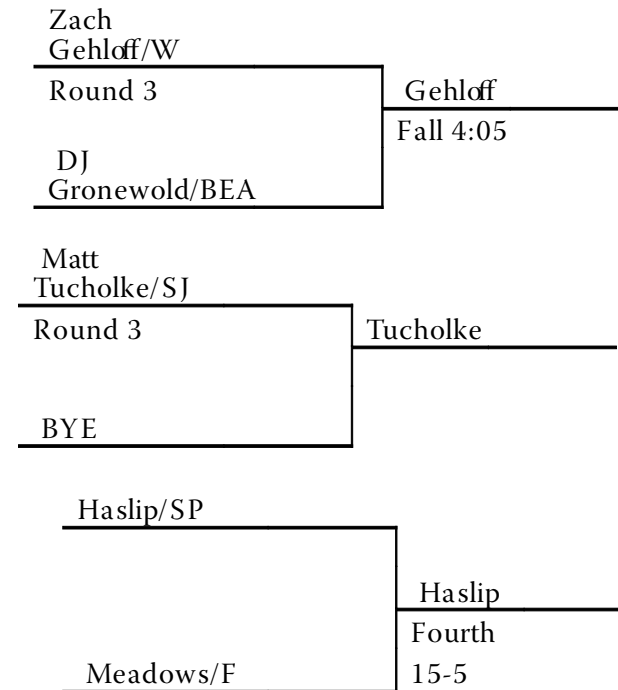 Zach
Gehloff/W
Round 3
Gehloff
Fall 4:05
DJ
Gronewold/BEA
Matt
Tucholke/SJ
Round 3
Tucholke
BYE
Haslip/SP
Haslip
Fourth
Meadows/F
15-5